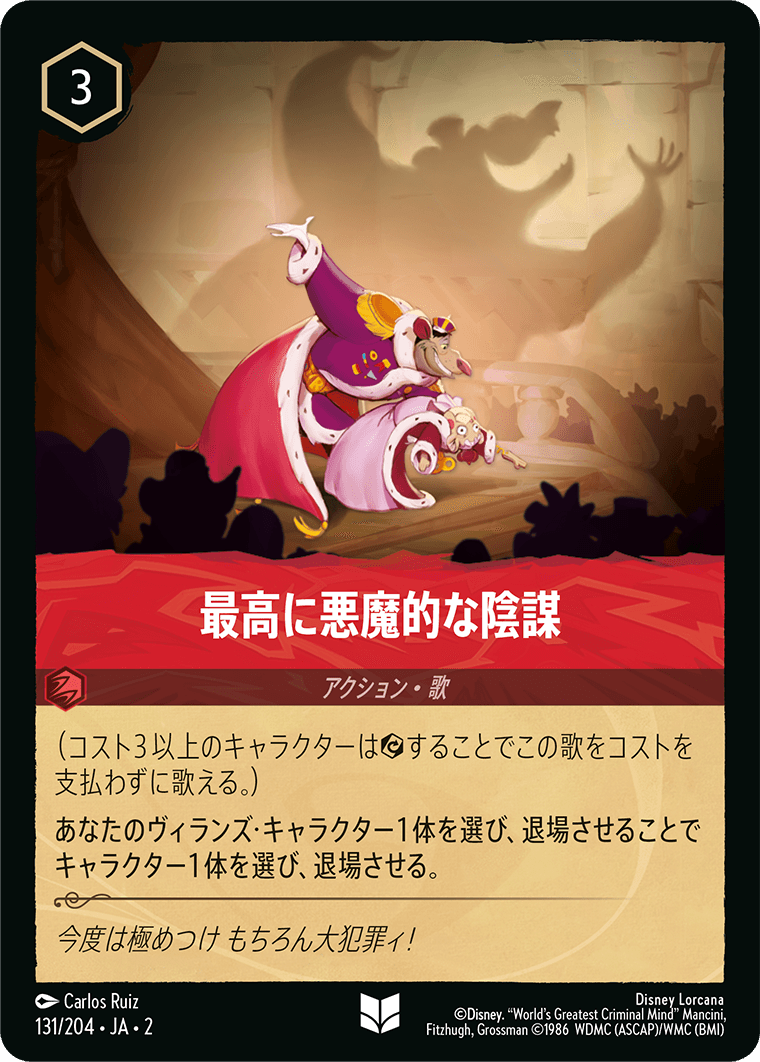 3
最高に悪魔的な陰謀
アクション・歌
(コスト3以上のキャラクターはすることでこの歌をコストを
支払わずに歌える。)
あなたのヴィランズ・キャラクター1体を選び、退場させることで
キャラクター1体を選び、退場させる。
今度は極めつけ もちろん大犯罪ィ!
Carlos Ruiz
131/204・JA・2
Disney Lorcana
©Disney. “World's Greatest Criminal Mind” Mancini,
Fitzhugh, Grossman ©1986 WDMC (ASCAP)/WMC (BMI)